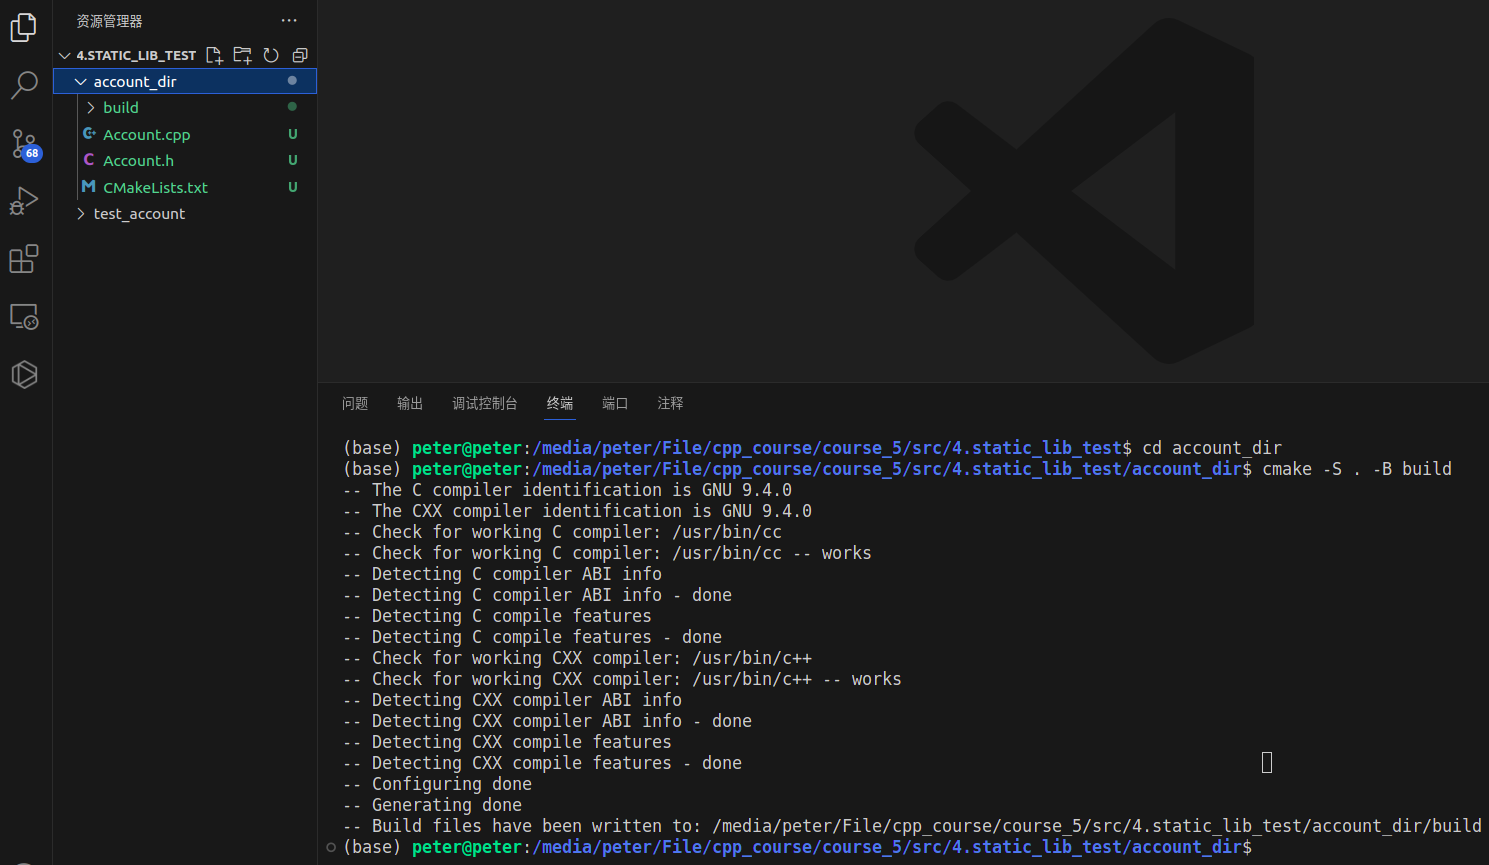 资源管理器
4.STATIC_LIB_TEST
account_dir
build
Account.cpp U
Account.h U
CMakeLists.txt U
test_account
68
问题 输出 调试控制台 终端 端口 注释
(base) peter@peter:/media/peter/File/cpp_course/course_5/src/4.static_lib_test$ cd account_dir
(base) peter@peter:/media/peter/File/cpp_course/course_5/src/4.static_lib_test/account_dir$ cmake -S . -B build
-- The C compiler identification is GNU 9.4.0
-- The CXX compiler identification is GNU 9.4.0
-- Check for working C compiler: /usr/bin/cc
-- Check for working C compiler: /usr/bin/cc -- works
-- Detecting C compiler ABI info
-- Detecting C compiler ABI info - done
-- Detecting C compile features
-- Detecting C compile features - done
-- Check for working CXX compiler: /usr/bin/c++
-- Check for working CXX compiler: /usr/bin/c++ -- works
-- Detecting CXX compiler ABI info
-- Detecting CXX compiler ABI info - done
-- Detecting CXX compile features
-- Detecting CXX compile features - done
-- Configuring done
-- Generating done
-- Build files have been written to: /media/peter/File/cpp_course/course_5/src/4.static_lib_test/account_dir/build
(base) peter@peter:/media/peter/File/cpp_course/course_5/src/4.static_lib_test/account_dir$